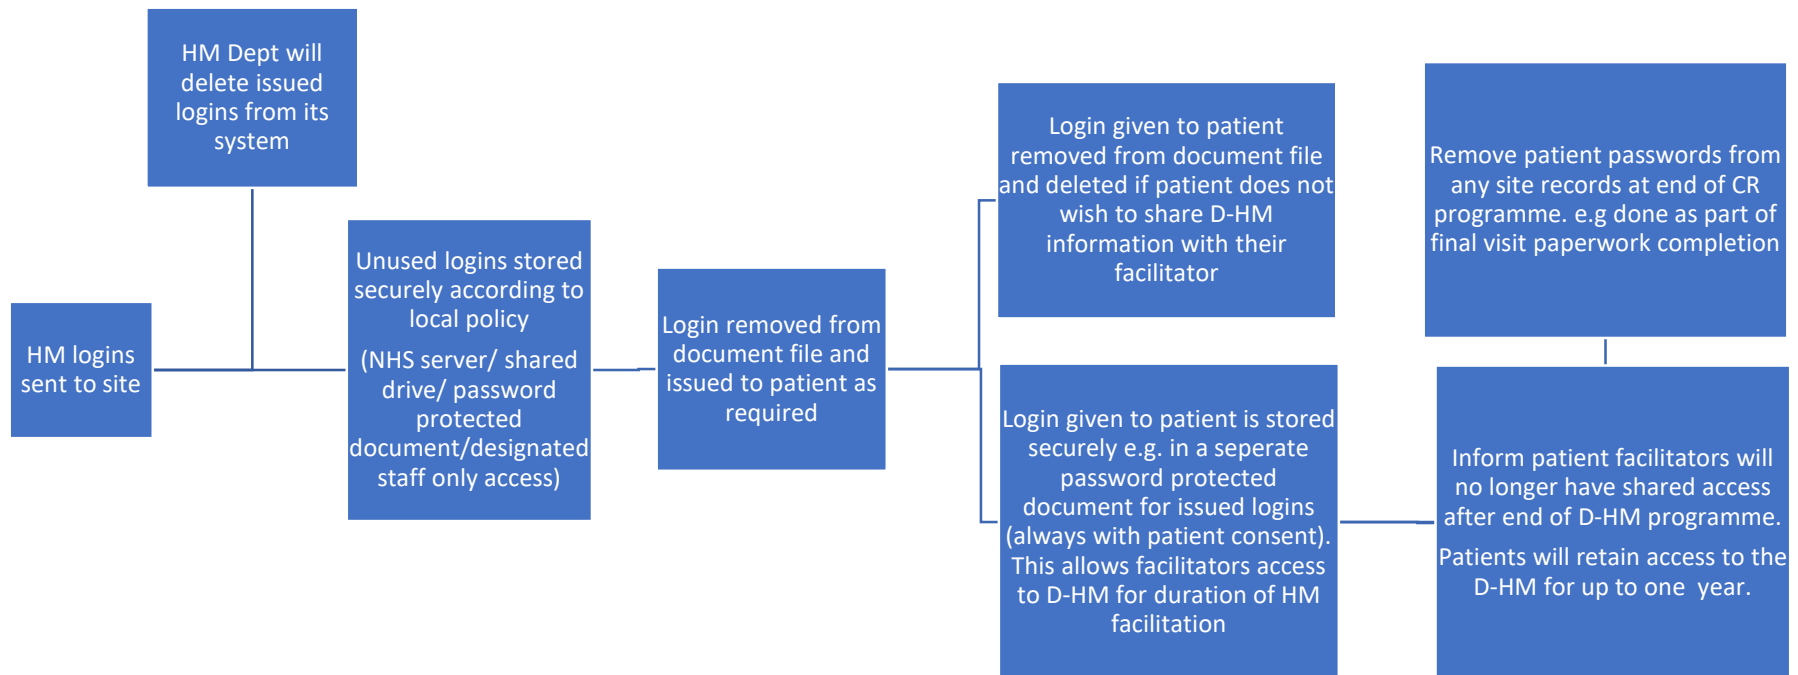 HM logins
sent to site
HM Dept will
delete issued
logins from its
system
Unused logins stored
securely according to
local policy
(NHS server/ shared
drive/ password
protected
document/designated
staff only access)
Login removed from
document file and
issued to patient as
required
Login given to patient
removed from document file
and deleted if patient does not
wish to share D-HM
information with their
facilitator
Login given to patient is stored
securely e.g. in a seperate
password protected
document for issued logins
(always with patient consent).
This allows facilitators access
to D-HM for duration of HM
facilitation
Inform patient facilitators will
no longer have shared access
after end of D-HM programme.
Patients will retain access to the
D-HM for up to one  year.
Remove patient passwords from
any site records at end of CR
programme. e.g done as part of
final visit paperwork completion